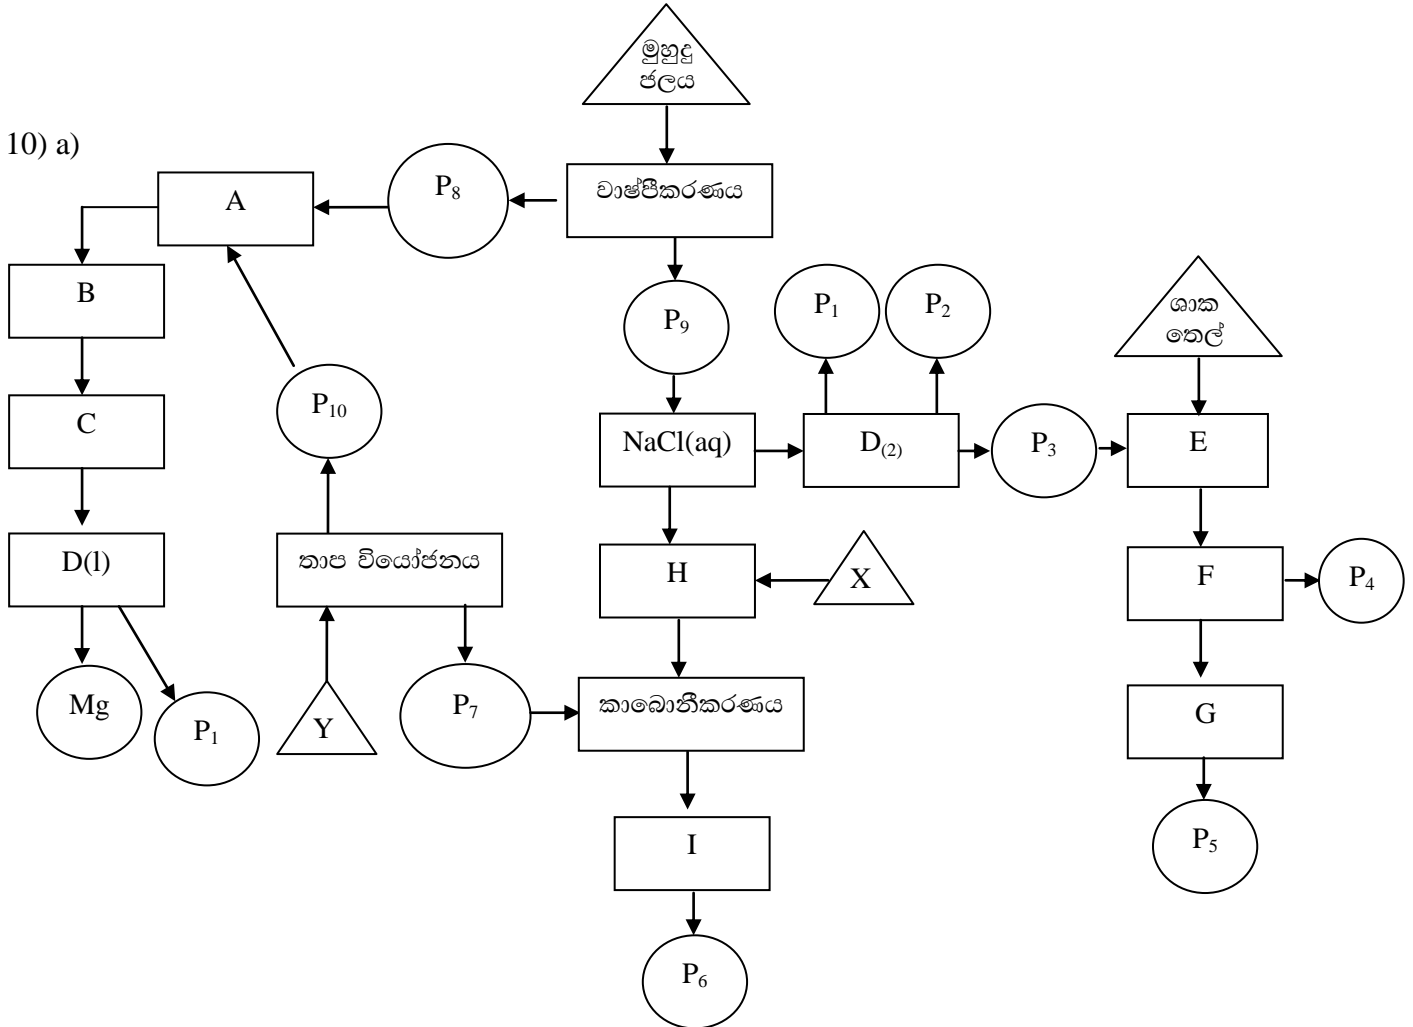 මුහුදු
ජලය
10) a)
A
P₈
වාෂ්පීකරණය
B
P₉
P₁
P₂
ශාක
තෙල්
C
P₁₀
NaCl(aq)
D₍₂₎
P₃
E
D(l)
තාප වියෝජනය
H
X
F
P₄
Mg
P₁
Y
P₇
කාබොනීකරණය
G
I
P₅
P₆